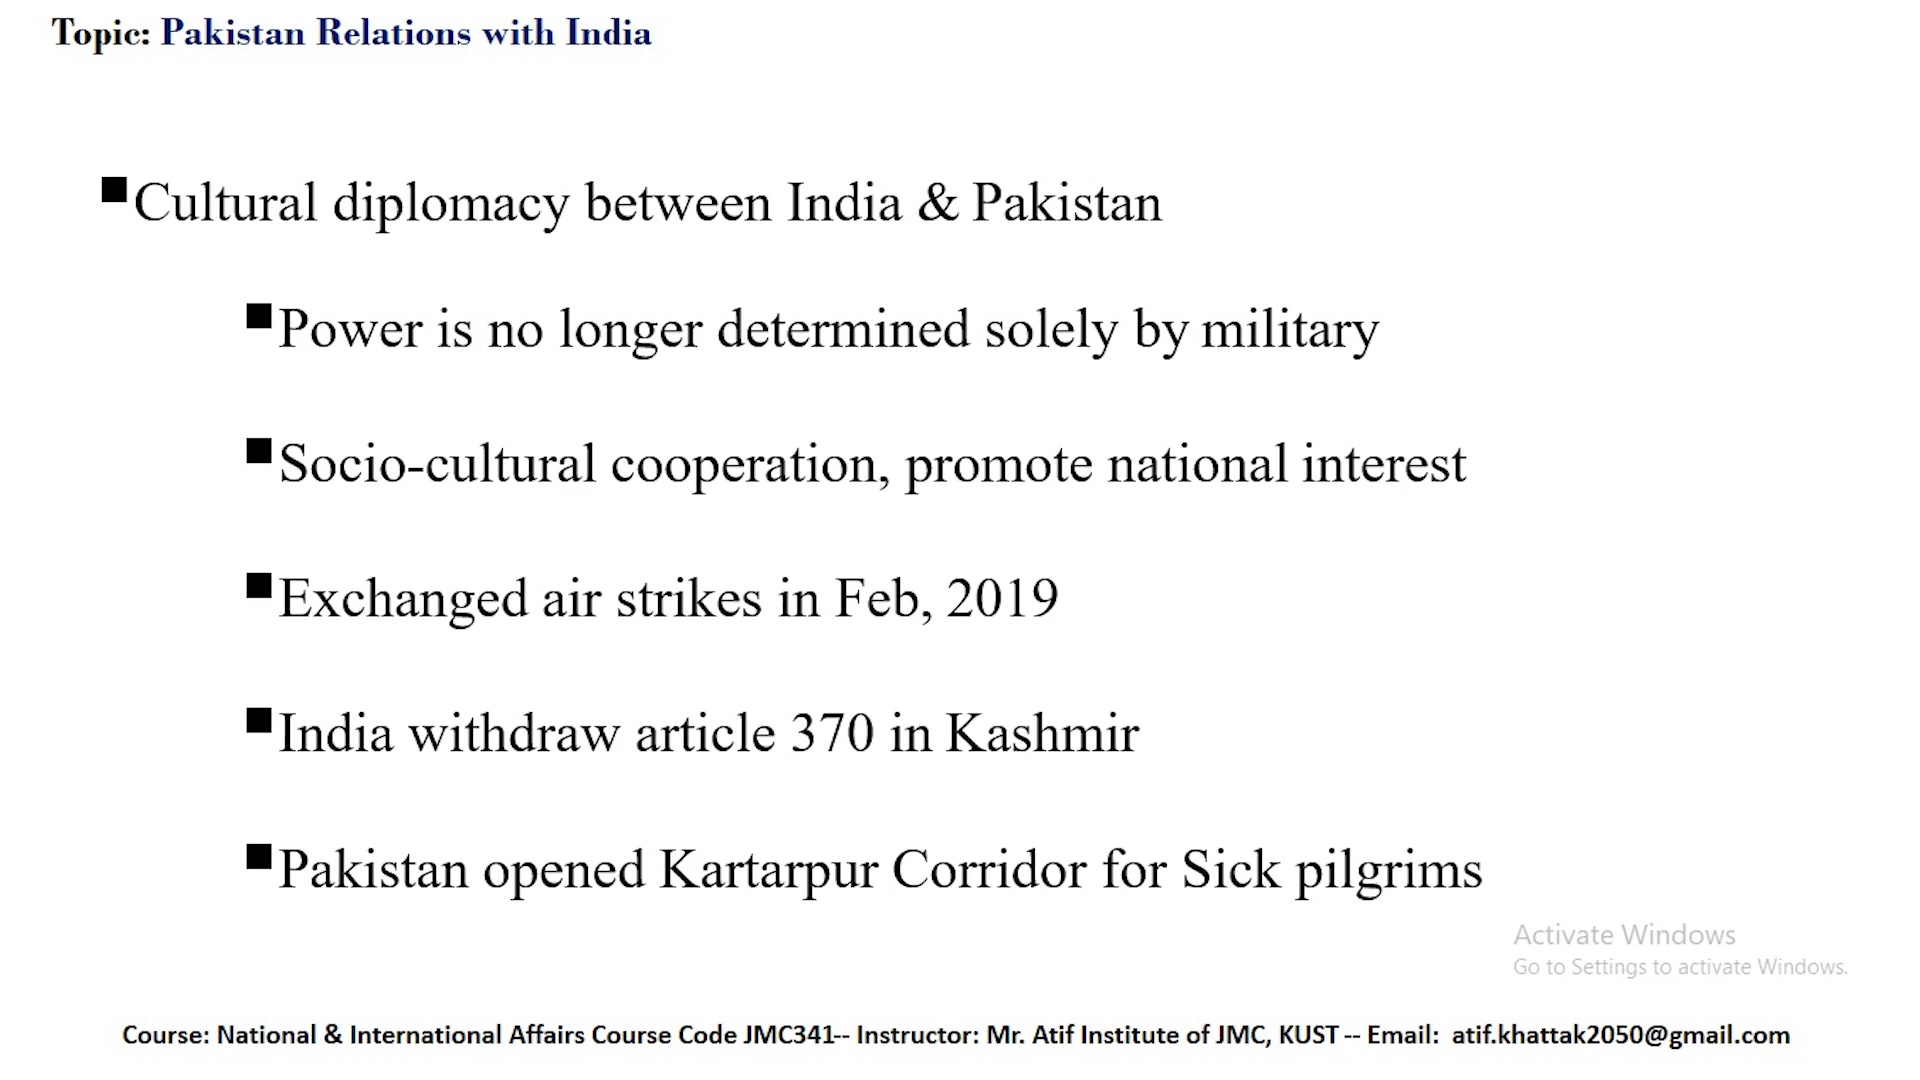 Topic: Pakistan Relations with India
Cultural diplomacy between India & Pakistan
Power is no longer determined solely by military
Socio-cultural cooperation, promote national interest
Exchanged air strikes in Feb, 2019
India withdraw article 370 in Kashmir
Pakistan opened Kartarpur Corridor for Sick pilgrims
Activate Windows
Go to Settings to activate Windows.
Course: National & International Affairs Course Code JMC341-- Instructor: Mr. Atif Institute of JMC, KUST -- Email: atif.khattak2050@gmail.com